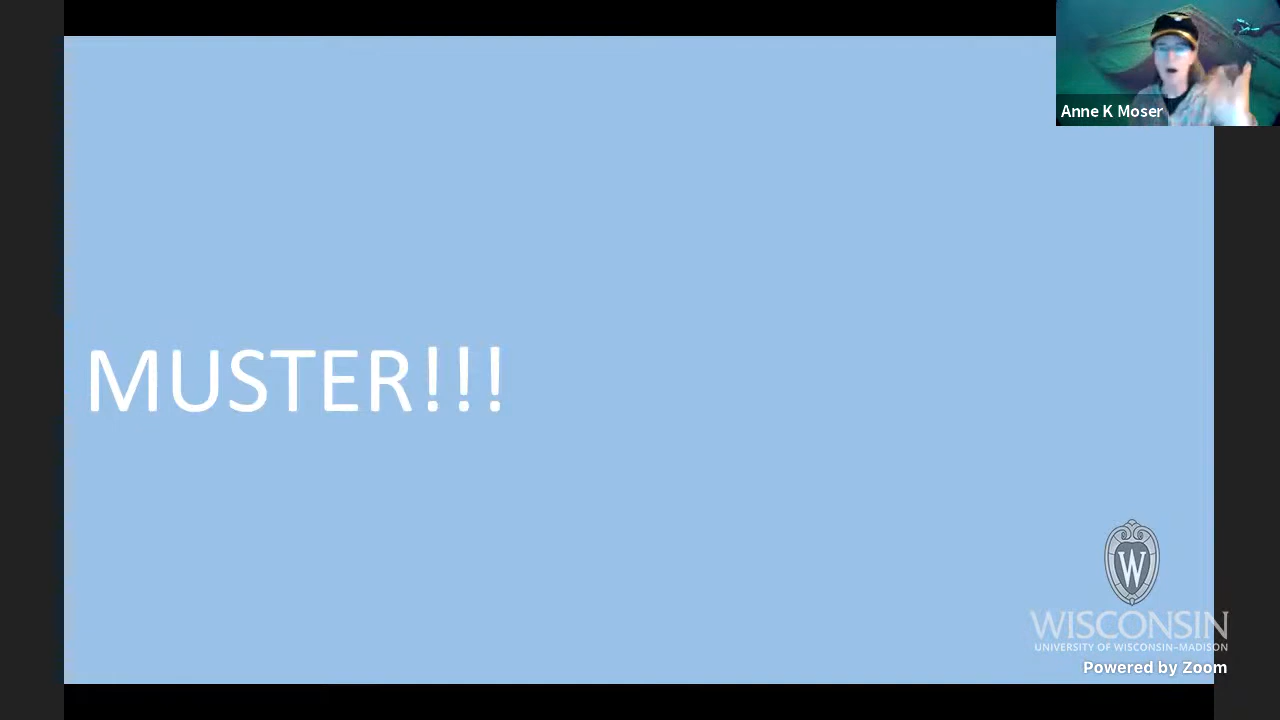 Anne K Moser
MUSTER!!!
W
WISCONSIN
UNIVERSITY OF WISCONSIN–MADISON
Powered by Zoom